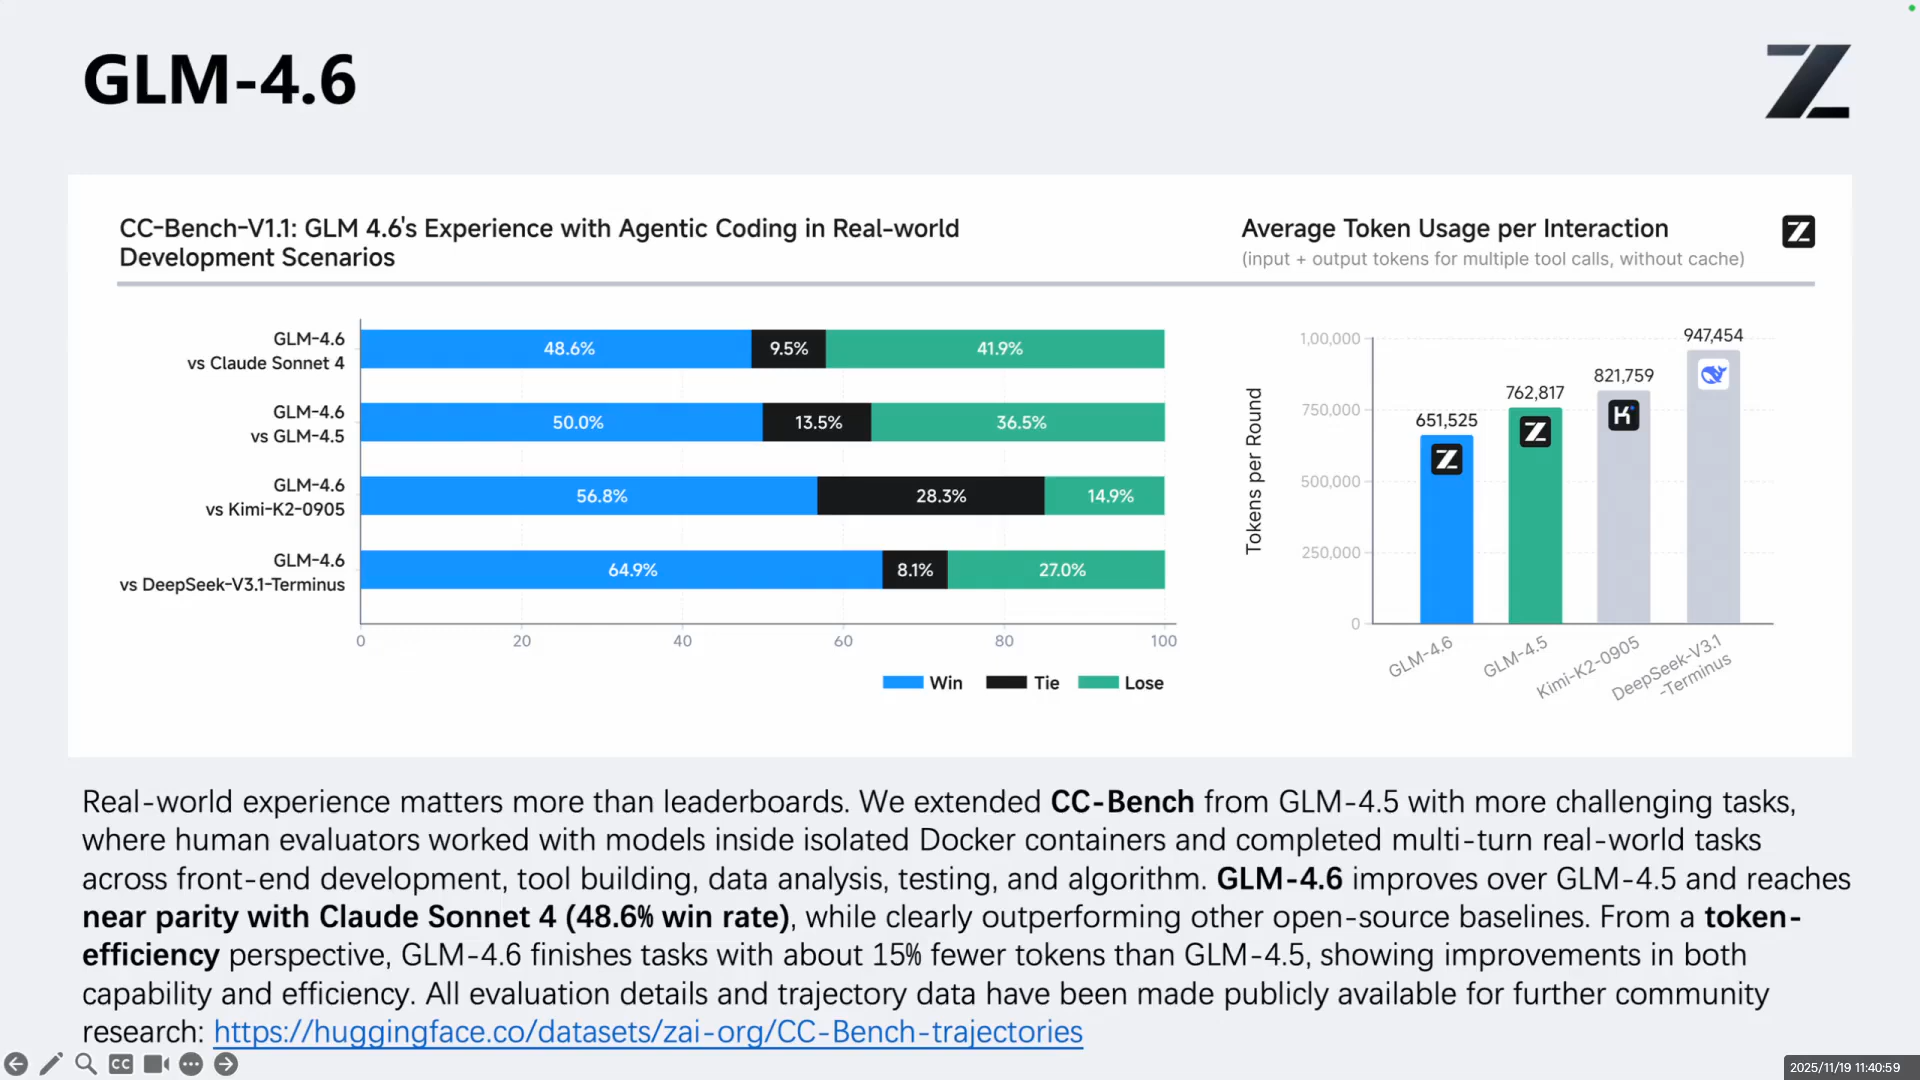 GLM-4.6
CC-Bench-V1.1: GLM 4.6's Experience with Agentic Coding in Real-world
Development Scenarios
GLM-4.6
vs Claude Sonnet 4
48.6%
9.5%
41.9%
GLM-4.6
vs GLM-4.5
50.0%
13.5%
36.5%
GLM-4.6
vs Kimi-K2-0905
56.8%
28.3%
14.9%
GLM-4.6
vs DeepSeek-V3.1-Terminus
64.9%
8.1%
27.0%
0
20
40
60
80
100
Win
Tie
Lose
Average Token Usage per Interaction
(input + output tokens for multiple tool calls, without cache)
Tokens per Round
1,00,000
750,000
500,000
250,000
0
651,525
762,817
821,759
947,454
GLM-4.6
GLM-4.5
Kimi-K2-0905
DeepSeek-V3.1
-Terminus
Real-world experience matters more than leaderboards. We extended CC-Bench from GLM-4.5 with more challenging tasks,
where human evaluators worked with models inside isolated Docker containers and completed multi-turn real-world tasks
across front-end development, tool building, data analysis, testing, and algorithm. GLM-4.6 improves over GLM-4.5 and reaches
near parity with Claude Sonnet 4 (48.6% win rate), while clearly outperforming other open-source baselines. From a token-
efficiency perspective, GLM-4.6 finishes tasks with about 15% fewer tokens than GLM-4.5, showing improvements in both
capability and efficiency. All evaluation details and trajectory data have been made publicly available for further community
research: https://huggingface.co/datasets/zai-org/CC-Bench-trajectories
CC
2025/11/19 11:40:59